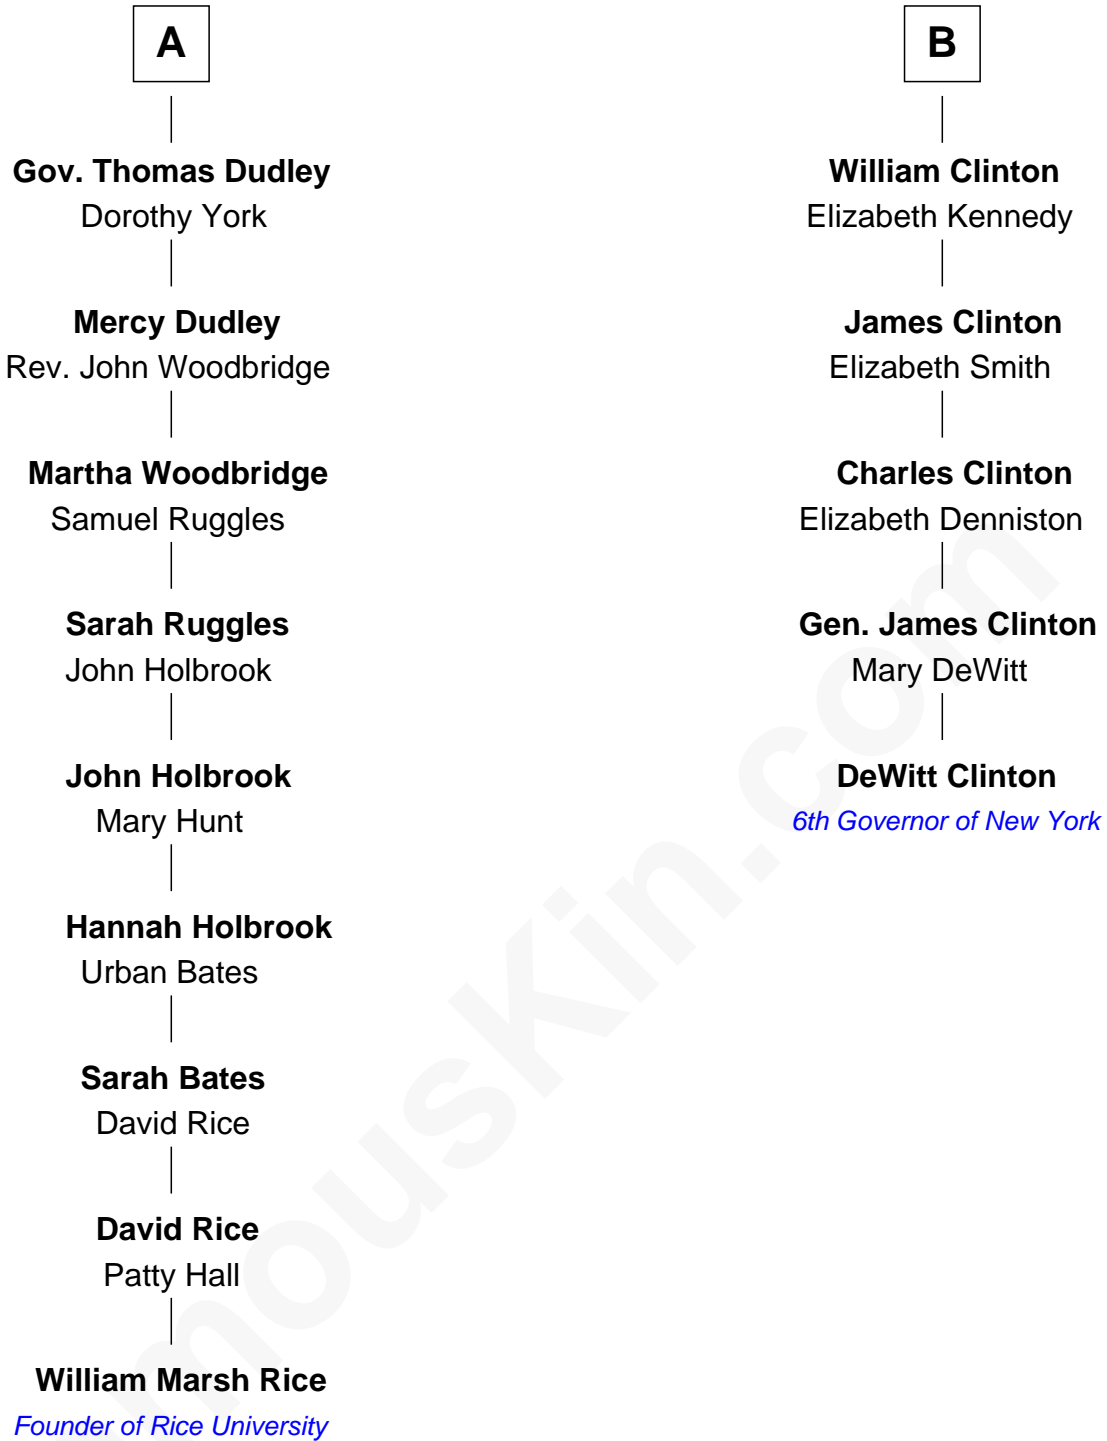 A
Gov. Thomas Dudley
Dorothy York
Mercy Dudley
Rev. John Woodbridge
Martha Woodbridge
Samuel Ruggles
Sarah Ruggles
John Holbrook
John Holbrook
Mary Hunt
Hannah Holbrook
Urban Bates
Sarah Bates
David Rice
David Rice
Patty Hall
William Marsh Rice
Founder of Rice University
B
William Clinton
Elizabeth Kennedy
James Clinton
Elizabeth Smith
Charles Clinton
Elizabeth Denniston
Gen. James Clinton
Mary DeWitt
DeWitt Clinton
6th Governor of New York
mousKin.com